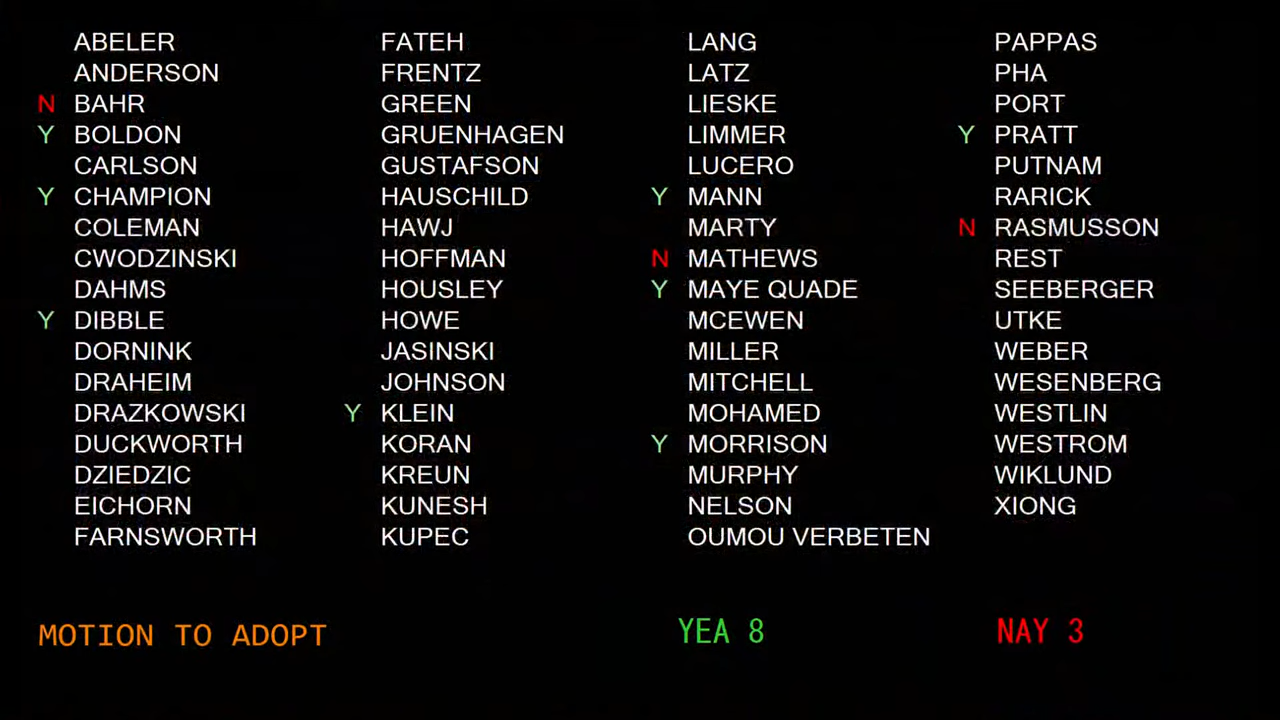 ABELER FATEH LANG PAPPAS
ANDERSON FRENTZ LATZ PHA
N BAHR GREEN LIESKE PORT
Y BOLDON GRUENHAGEN LIMMER Y PRATT
CARLSON GUSTAFSON LUCERO PUTNAM
Y CHAMPION HAUSCHILD Y MANN RARICK
COLEMAN HAWJ MARTY N RASMUSSON
CWODZINSKI HOFFMAN N MATHEWS REST
DAHMS HOUSLEY Y MAYE QUADE SEEBERGER
Y DIBBLE HOWE MCEWEN UTKE
DORNINK JASINSKI MILLER WEBER
DRAHEIM JOHNSON MITCHELL WESENBERG
DRAZKOWSKI Y KLEIN MOHAMED WESTLIN
DUCKWORTH KORAN Y MORRISON WESTROM
DZIEDZIC KREUN MURPHY WIKLUND
EICHORN KUNESH NELSON XIONG
FARNSWORTH KUPEC OUMOU VERBETEN
MOTION TO ADOPT YEA 8 NAY 3